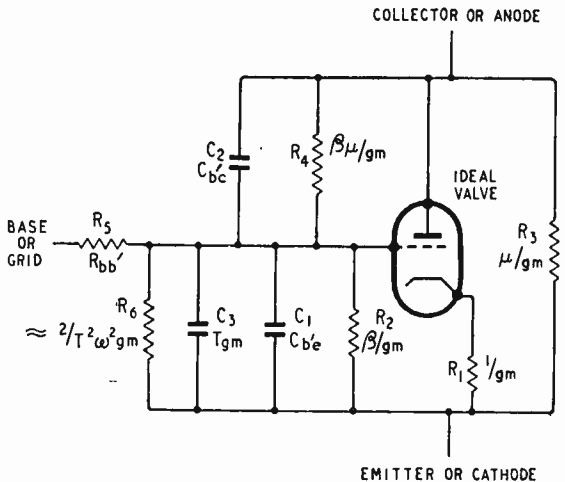 COLLECTOR OR ANODE
C2
Cb'c
R4
βμ/gm
IDEAL
VALVE
BASE
OR
GRID
R5
Rbb'
R3
μ/gm
R6
≈ 2/T²ω²gm
C3
Tgm
C1
Cb'e
R2
β/gm
R1
1/gm
EMITTER OR CATHODE